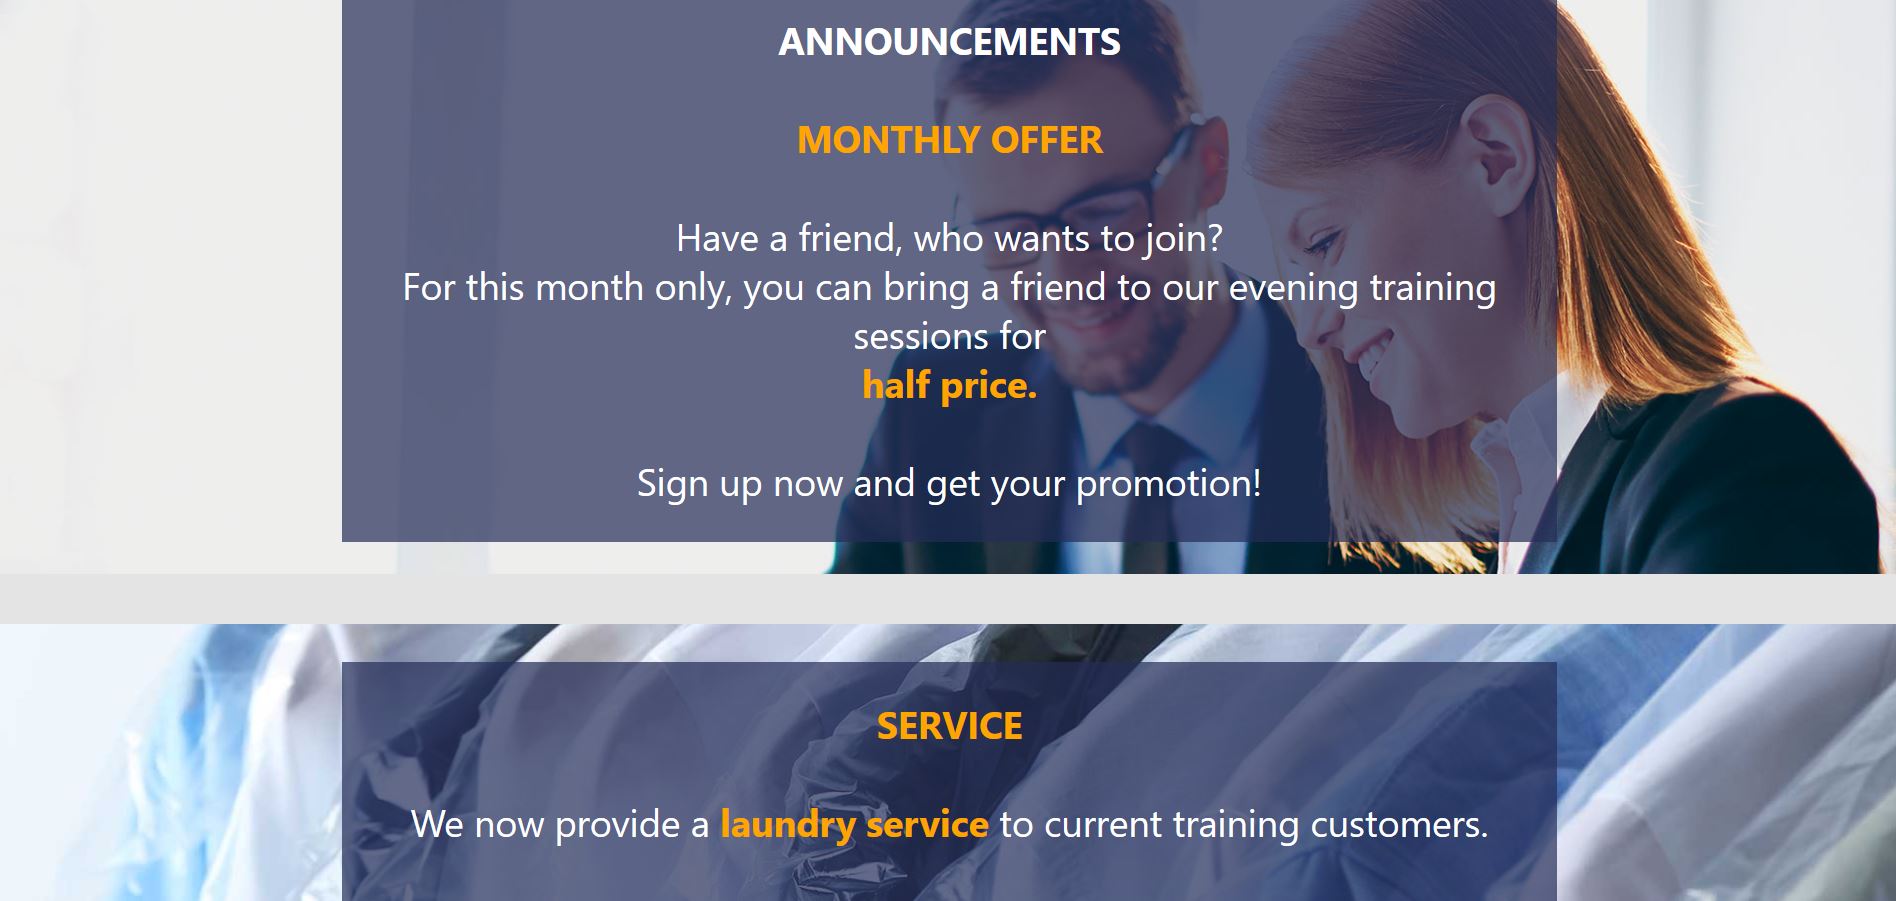 ANNOUNCEMENTS
MONTHLY OFFER
Have a friend, who wants to join?
For this month only, you can bring a friend to our evening training
sessions for
half price.
Sign up now and get your promotion!
SERVICE
We now provide a laundry service to current training customers.